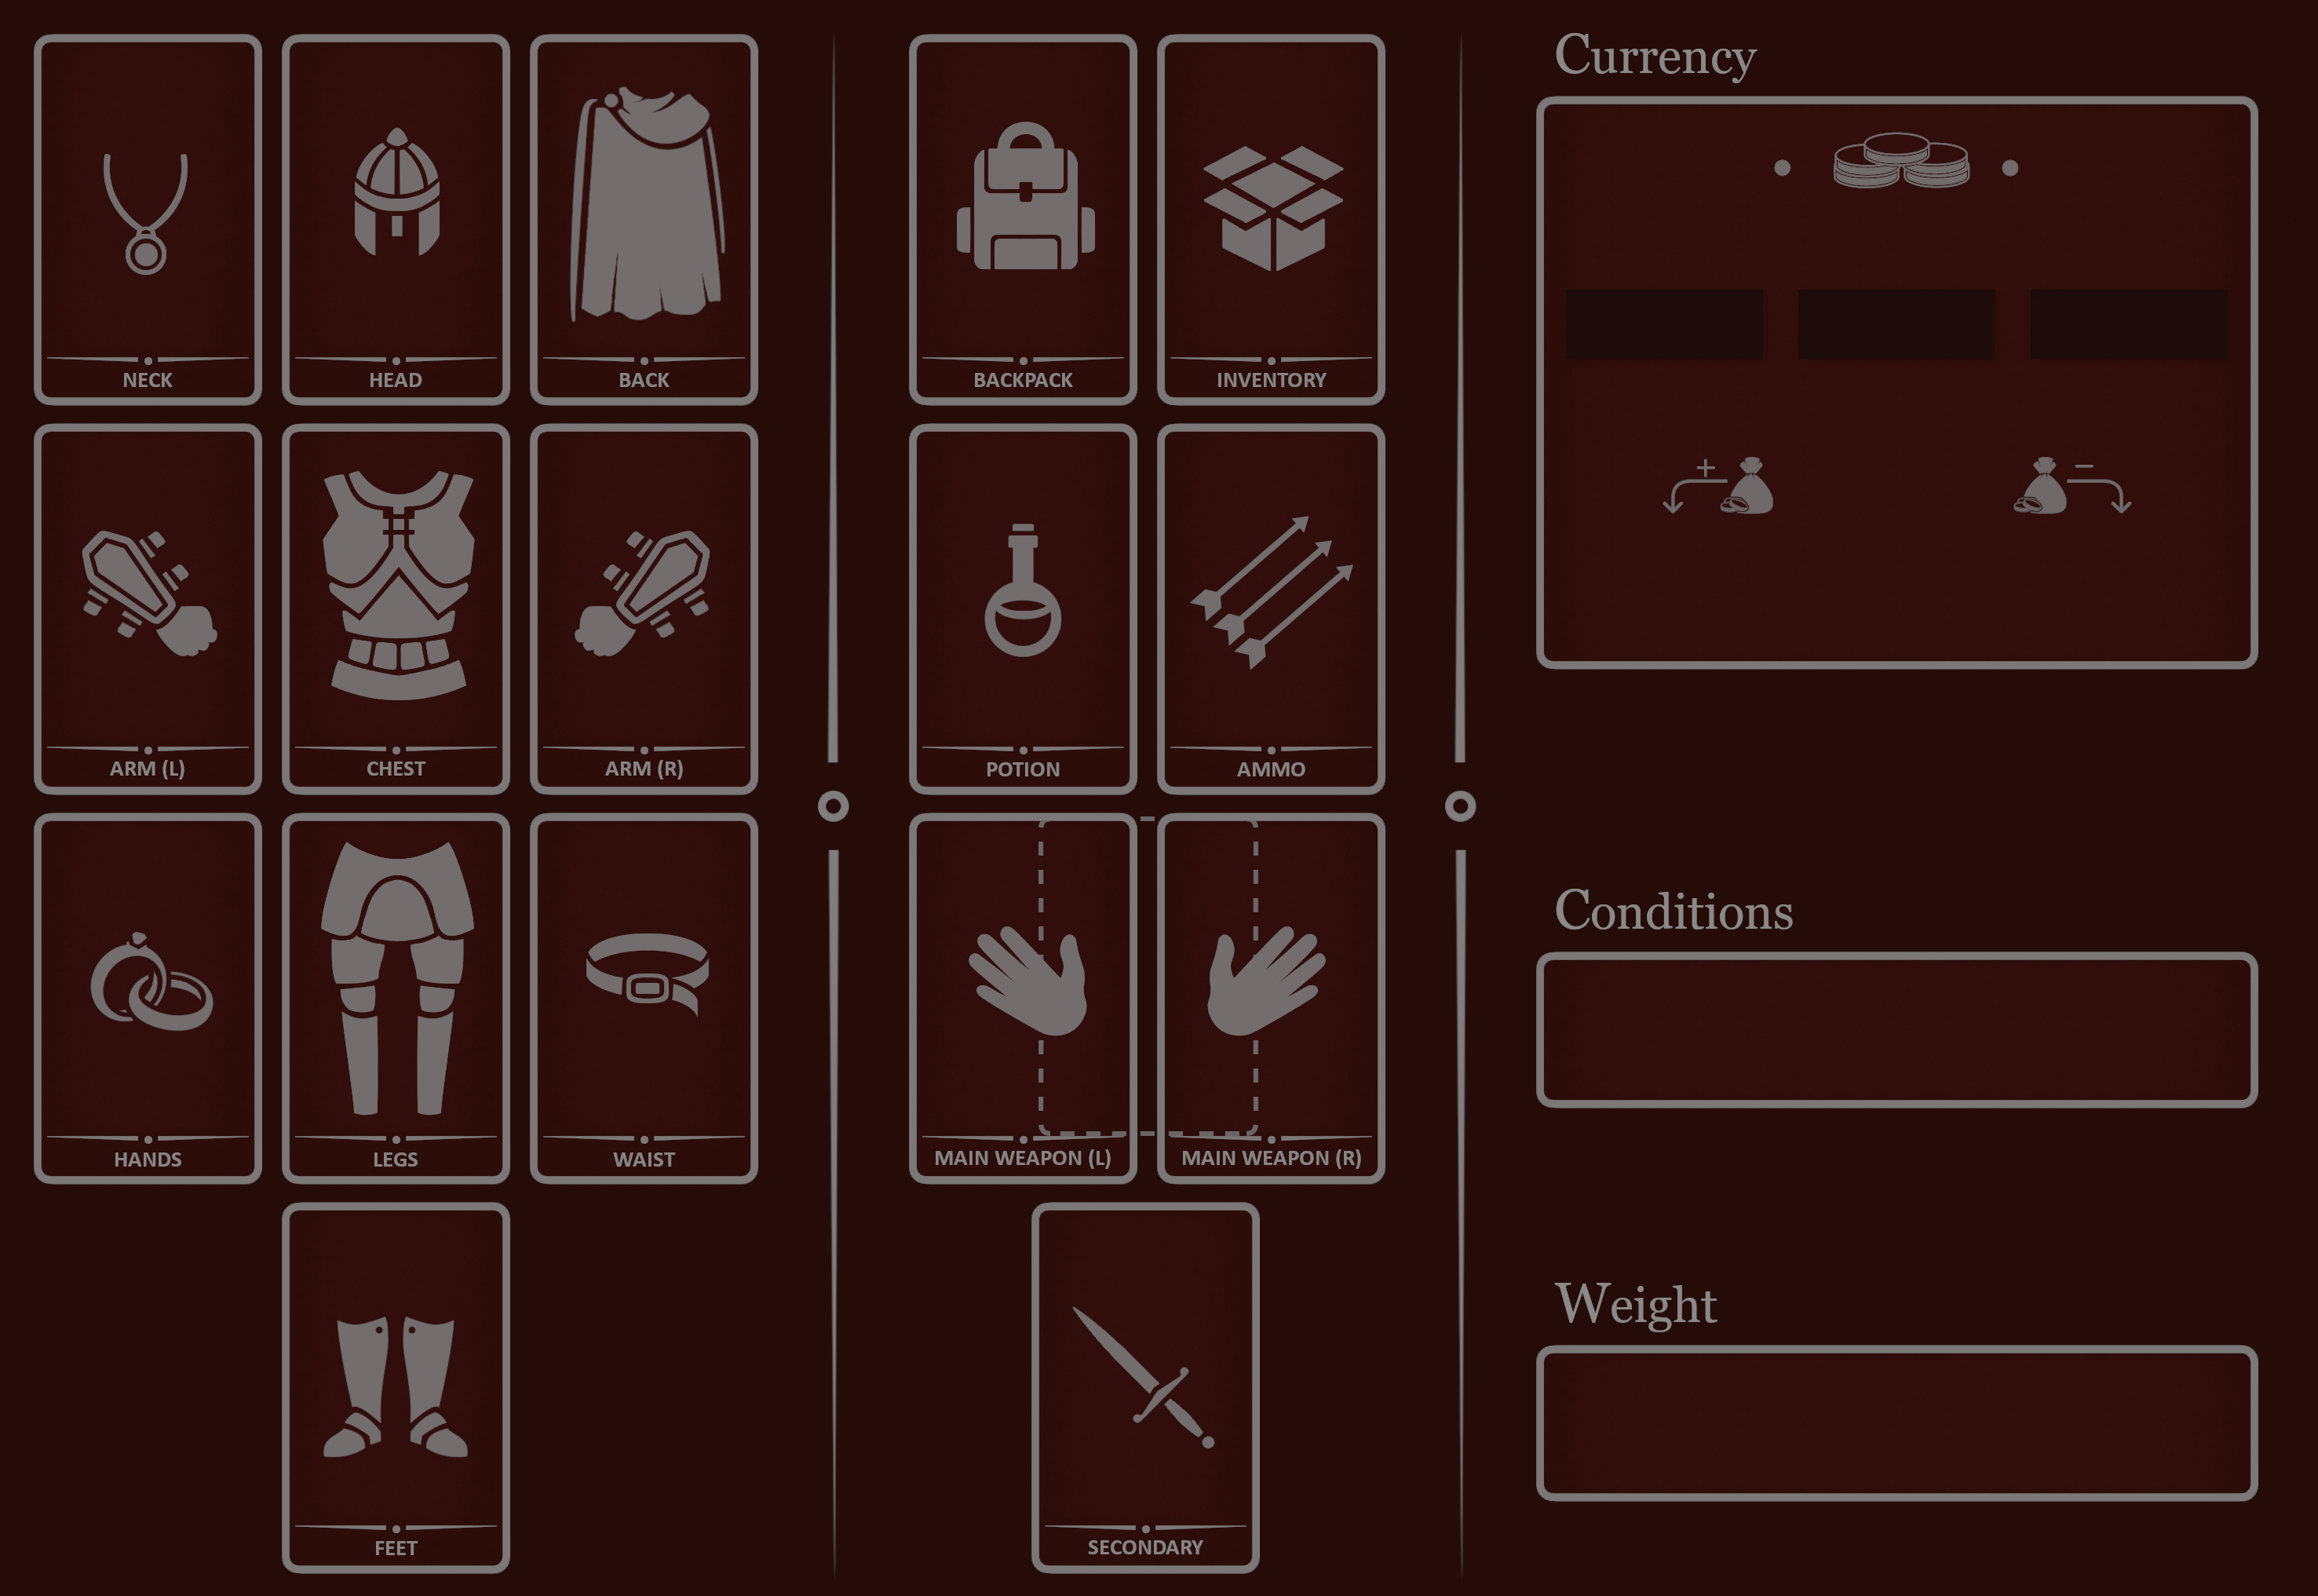 NECK
HEAD
BACK
ARM (L)
CHEST
ARM (R)
HANDS
LEGS
WAIST
FEET
BACKPACK
INVENTORY
POTION
AMMO
MAIN WEAPON (L)
MAIN WEAPON (R)
SECONDARY
Currency
+
−
Conditions
Weight